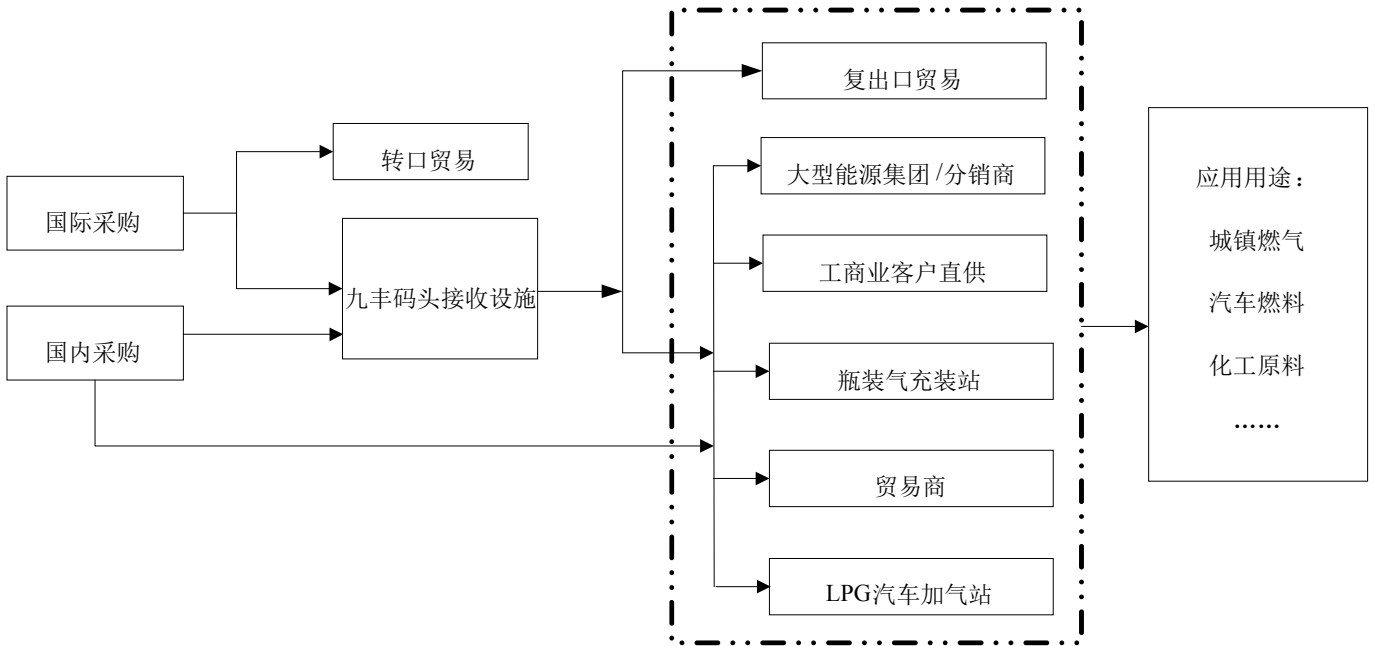 国际采购
国内采购
转口贸易
九丰码头接收设施
复出口贸易
大型能源集团 /分销商
工商业客户直供
瓶装气充装站
贸易商
LPG汽车加气站
应用用途：
城镇燃气
汽车燃料
化工原料
……